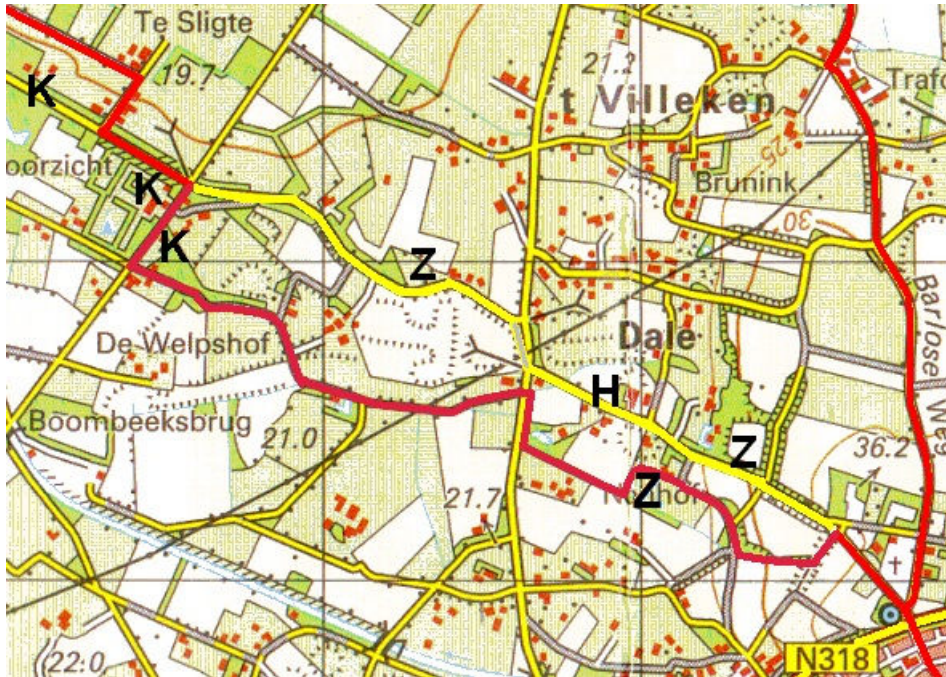 Te Sligte
19.7
K
21.2
't Villeken
Traf
oorzicht
K
25
Brunink
K
30
Z
Barlose Weg
De Welpshof
Dale
H
Boombeeksbrug
21.0
Z
36.2
Z
21.7
22.0
N318